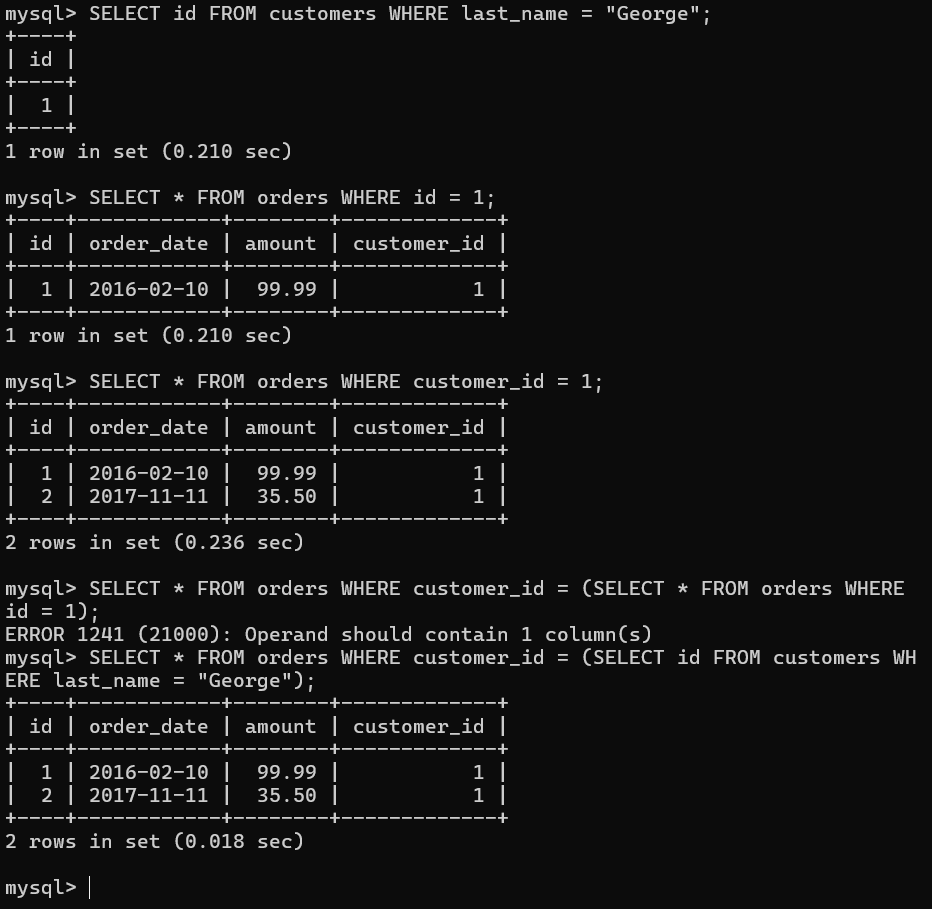 mysql> SELECT id FROM customers WHERE last_name = "George";
+----+
| id |
+----+
|  1 |
+----+
1 row in set (0.210 sec)

mysql> SELECT * FROM orders WHERE id = 1;
+----+------------+--------+-------------+
| id | order_date | amount | customer_id |
+----+------------+--------+-------------+
|  1 | 2016-02-10 |  99.99 |           1 |
+----+------------+--------+-------------+
1 row in set (0.210 sec)

mysql> SELECT * FROM orders WHERE customer_id = 1;
+----+------------+--------+-------------+
| id | order_date | amount | customer_id |
+----+------------+--------+-------------+
|  1 | 2016-02-10 |  99.99 |           1 |
|  2 | 2017-11-11 |  35.50 |           1 |
+----+------------+--------+-------------+
2 rows in set (0.236 sec)

mysql> SELECT * FROM orders WHERE customer_id = (SELECT * FROM orders WHERE
id = 1);
ERROR 1241 (21000): Operand should contain 1 column(s)
mysql> SELECT * FROM orders WHERE customer_id = (SELECT id FROM customers WH
ERE last_name = "George");
+----+------------+--------+-------------+
| id | order_date | amount | customer_id |
+----+------------+--------+-------------+
|  1 | 2016-02-10 |  99.99 |           1 |
|  2 | 2017-11-11 |  35.50 |           1 |
+----+------------+--------+-------------+
2 rows in set (0.018 sec)

mysql>